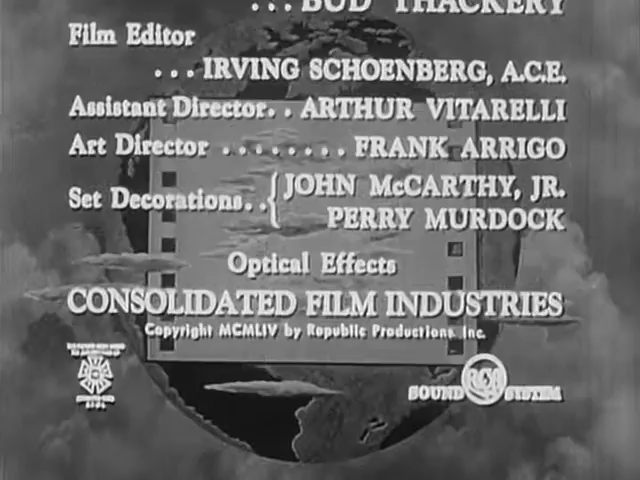 ...BUD THACKERY
Film Editor
...IRVING SCHOENBERG, A.C.E.
Assistant Director.. ARTHUR VITARELLI
Art Director ........ FRANK ARRIGO
Set Decorations..{JOHN McCARTHY, JR.
PERRY MURDOCK
Optical Effects
CONSOLIDATED FILM INDUSTRIES
Copyright MCMLIV by Republic Productions, Inc.
RCA
SOUND SYSTEM